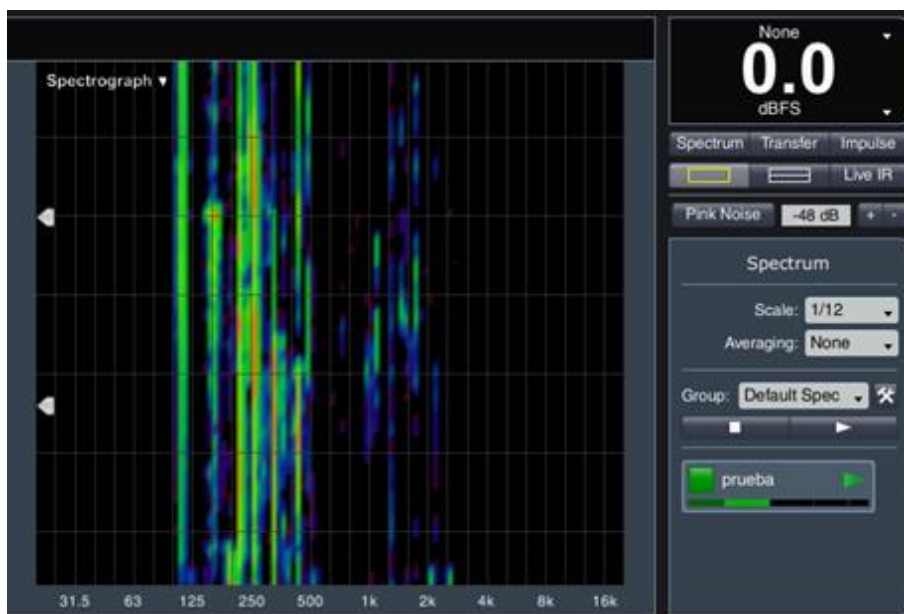 None
0.0
dBFS
Spectrograph
Spectrum Transfer Impulse
Live IR
Pink Noise -48 dB + -
Spectrum
Scale: 1/12
Averaging: None
Group: Default Spec
prueba
31.5 63 125 250 500 1k 2k 4k 8k 16k